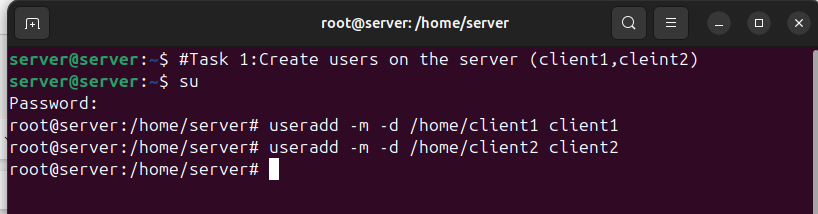 root@server: /home/server
server@server:~$ #Task 1:Create users on the server (client1,cleint2)
server@server:~$ su
Password:
root@server:/home/server# useradd -m -d /home/client1 client1
root@server:/home/server# useradd -m -d /home/client2 client2
root@server:/home/server#